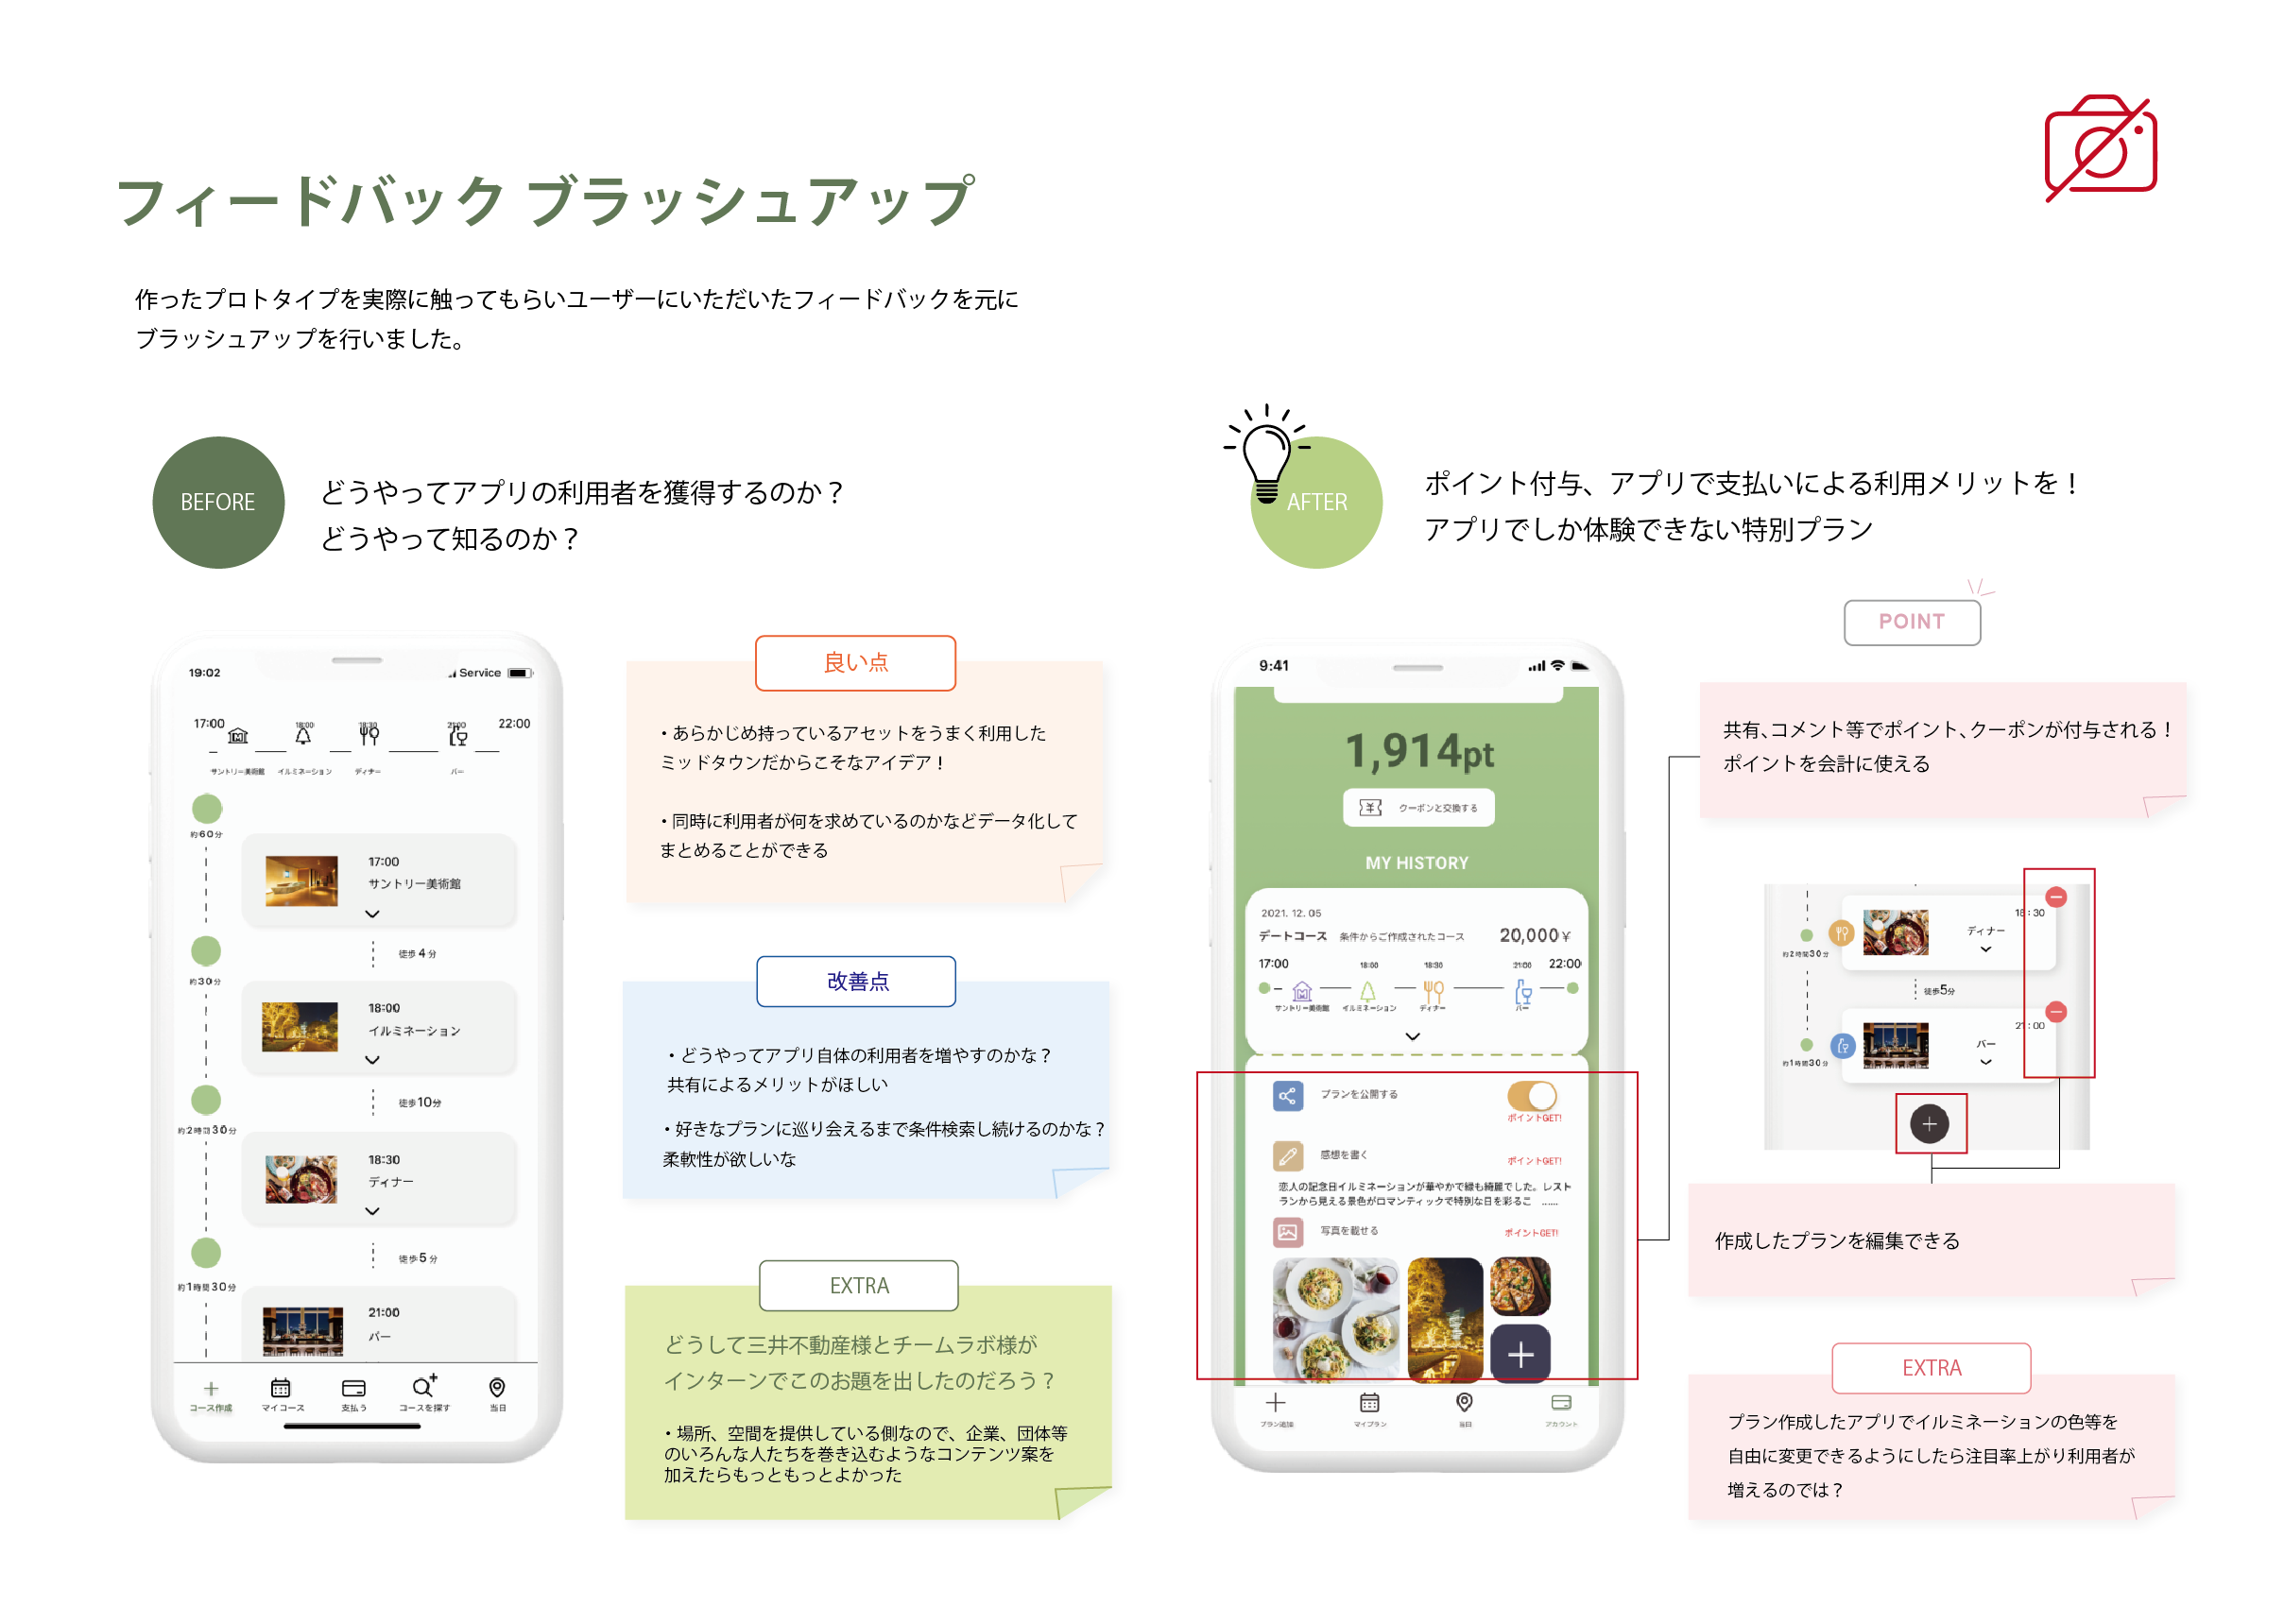 フィードバック ブラッシュアップ
作ったプロトタイプを実際に触ってもらいユーザーにいただいたフィードバックを元に
ブラッシュアップを行いました。
BEFORE
どうやってアプリの利用者を獲得するのか？
どうやって知るのか？
19:02
Service
17:00
18:00
18:30
21:00
22:00
サントリー美術館
イルミネーション
ディナー
バー
約60分
17:00
サントリー美術館
徒歩4分
約30分
18:00
イルミネーション
徒歩10分
約2時間30分
18:30
ディナー
徒歩5分
約1時間30分
21:00
バー
コース作成
マイコース
支払う
コースを探す
当日
良い点
・あらかじめ持っているアセットをうまく利用した
ミッドタウンだからこそなアイデア！
・同時に利用者が何を求めているのかなどデータ化して
まとめることができる
改善点
・どうやってアプリ自体の利用者を増やすのかな？
共有によるメリットがほしい
・好きなプランに巡り会えるまで条件検索し続けるのかな？
柔軟性が欲しいな
EXTRA
どうして三井不動産様とチームラボ様が
インターンでこのお題を出したのだろう？
・場所、空間を提供している側なので、企業、団体等
のいろんな人たちを巻き込むようなコンテンツ案を
加えたらもっともっとよかった
AFTER
ポイント付与、アプリで支払いによる利用メリットを！
アプリでしか体験できない特別プラン
9:41
1,914pt
クーポンと交換する
MY HISTORY
2021. 12. 05
デートコース 条件からご作成されたコース 20,000¥
17:00
18:00
18:30
21:00
22:00
サントリー美術館
イルミネーション
ディナー
バー
プランを公開する
ポイントGET!
感想を書く
ポイントGET!
恋人の記念日イルミネーションが華やかで緑も綺麗でした。レスト
ランから見える景色がロマンティックで特別な日を彩るこ ......
写真を載せる
ポイントGET!
プラン追加
マイプラン
当日
アカウント
POINT
共有、コメント等でポイント、クーポンが付与される！
ポイントを会計に使える
18:30
ディナー
約2時間30分
徒歩5分
21:00
バー
約1時間30分
作成したプランを編集できる
EXTRA
プラン作成したアプリでイルミネーションの色等を
自由に変更できるようにしたら注目率上がり利用者が
増えるのでは？